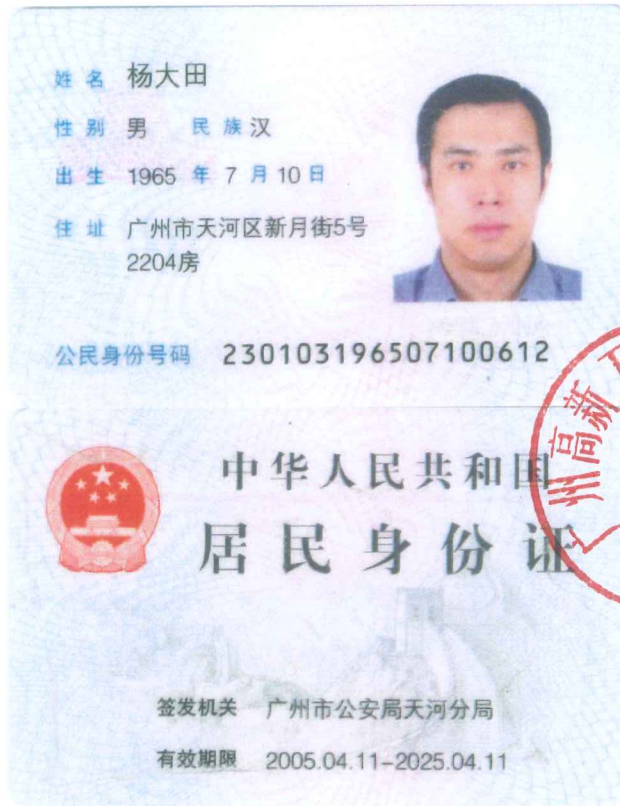 姓名 杨大田
性别 男 民族 汉
出生 1965 年 7 月 10 日
住址 广州市天河区新月街5号
2204房
公民身份号码 230103196507100612
州高新
中华人民共和国
居民身份证
签发机关 广州市公安局天河分局
有效期限 2005.04.11-2025.04.11